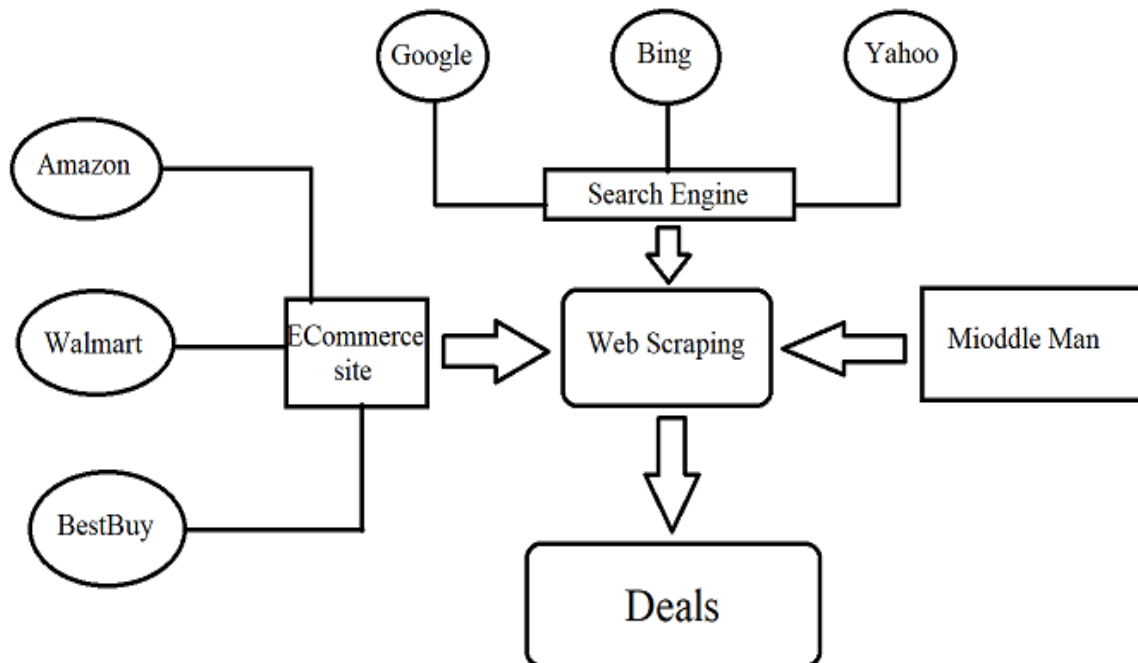 Google
Bing
Yahoo
Amazon
Search Engine
Walmart
ECommerce
site
Web Scraping
Mioddle Man
BestBuy
Deals